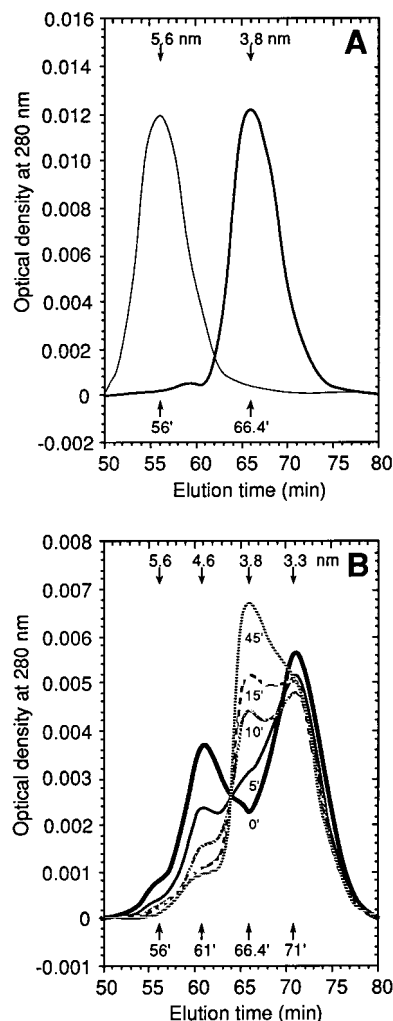 A
5.6 nm 3.8 nm
Optical density at 280 nm
0.016
0.014
0.012
0.010
0.008
0.006
0.004
0.002
0
-0.002
56' 66.4'
50 55 60 65 70 75 80
Elution time (min)
B
5.6 4.6 3.8 3.3 nm
Optical density at 280 nm
0.008
0.007
0.006
0.005
0.004
0.003
0.002
0.001
0
-0.001
45'
15'
10'
5'
0'
56' 61' 66.4' 71'
50 55 60 65 70 75 80
Elution time (min)